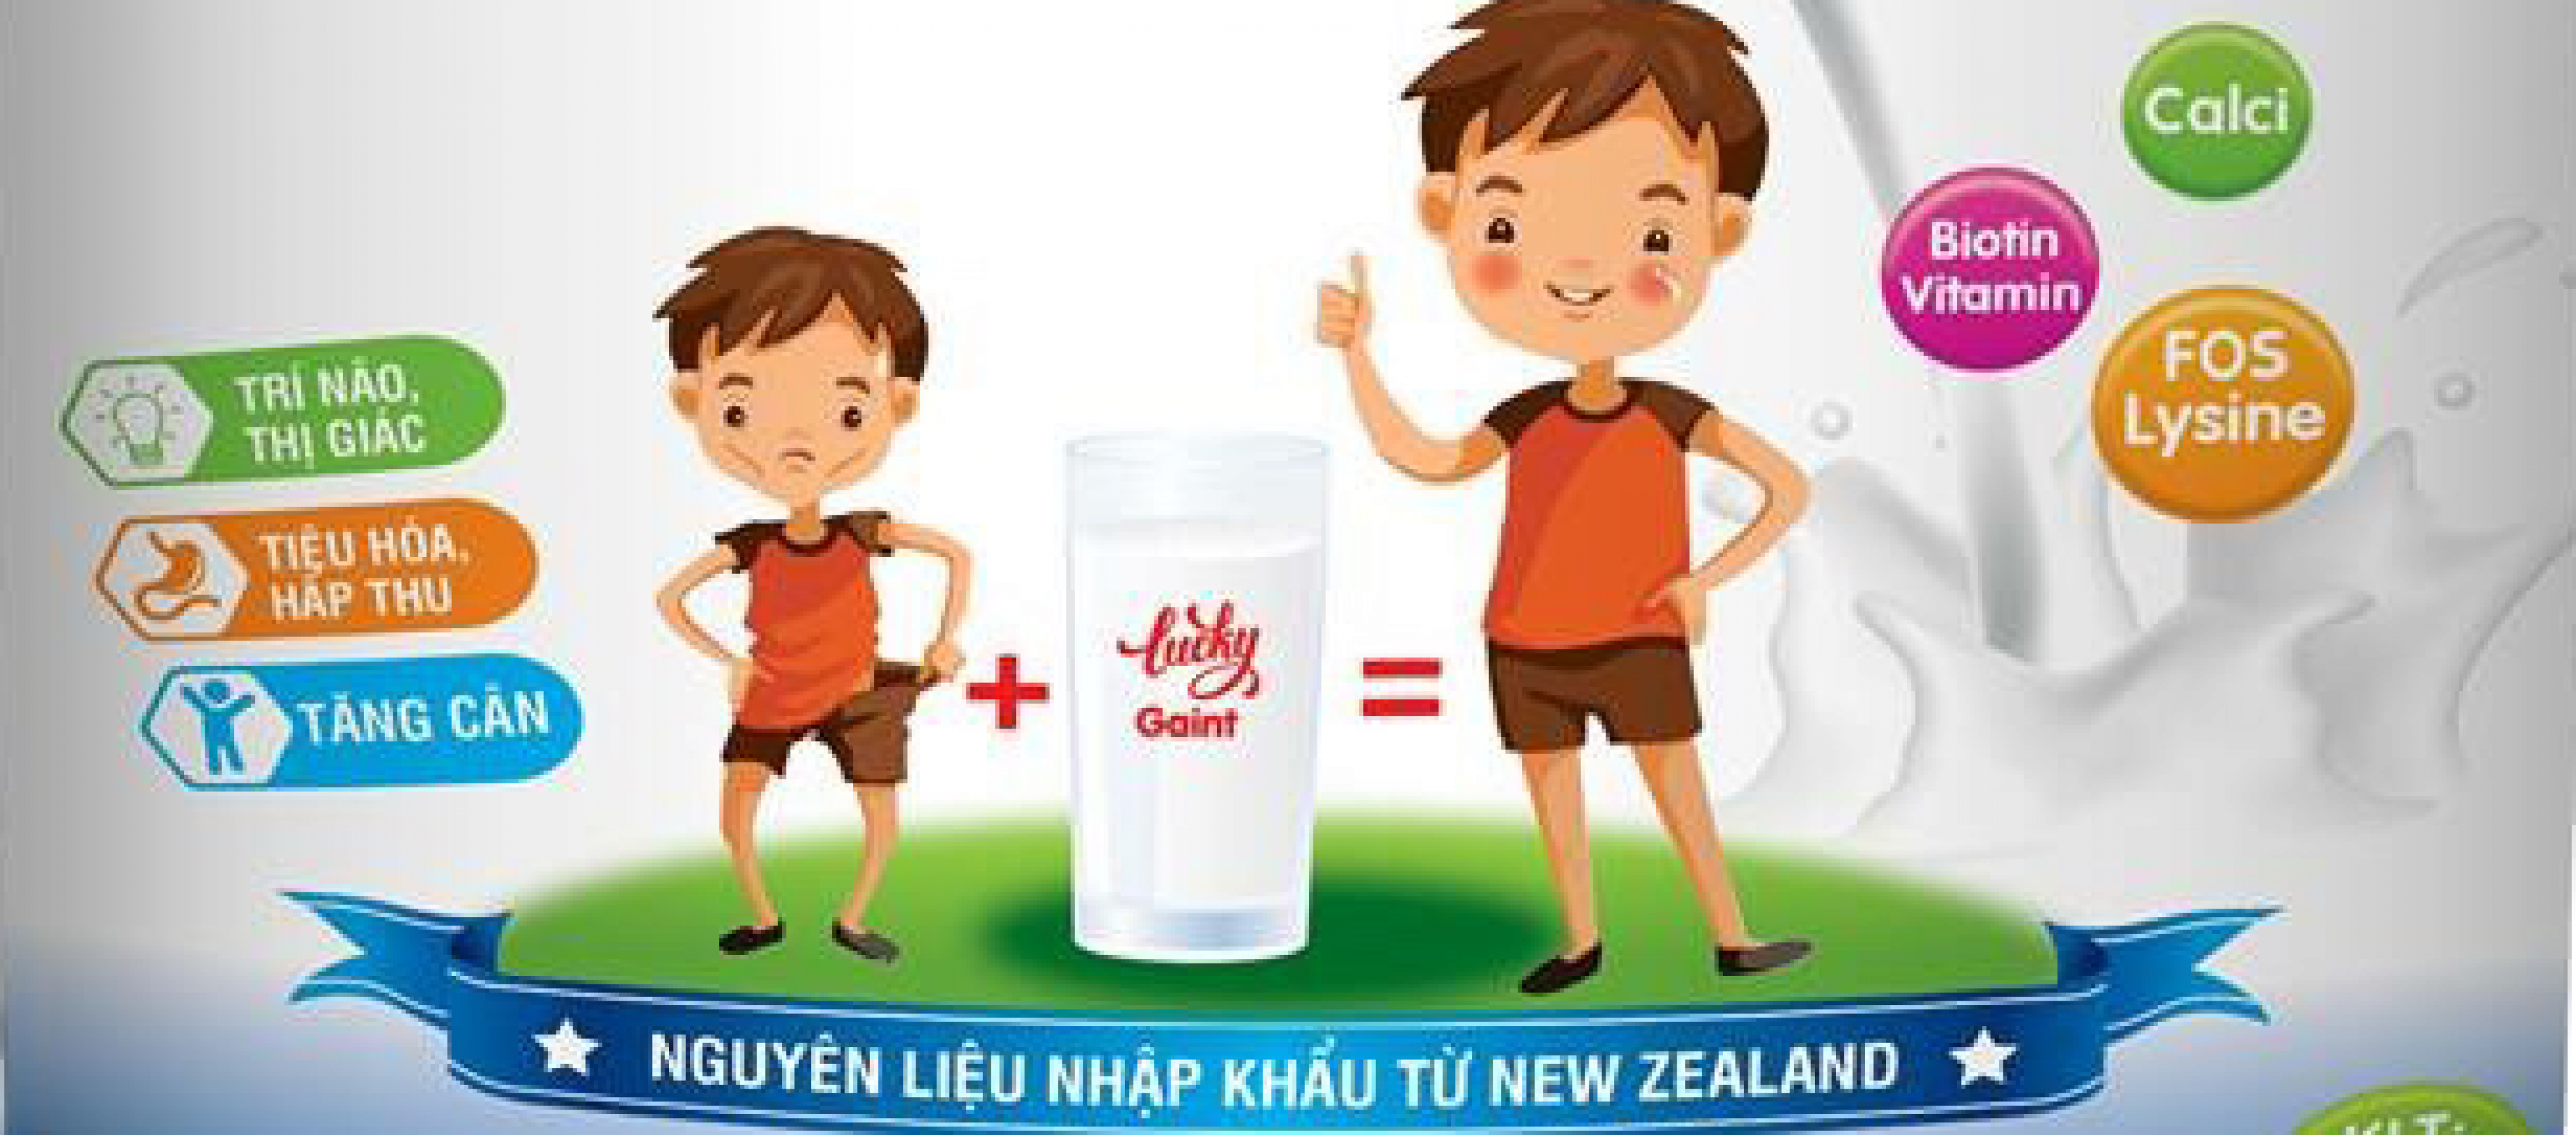 Calci
Biotin
Vitamin
FOS
Lysine
TRÍ NÃO,
THỊ GIÁC
TIÊU HÓA,
HẤP THU
TĂNG CÂN
+
=
lucky
Gaint
NGUYÊN LIỆU NHẬP KHẨU TỪ NEW ZEALAND